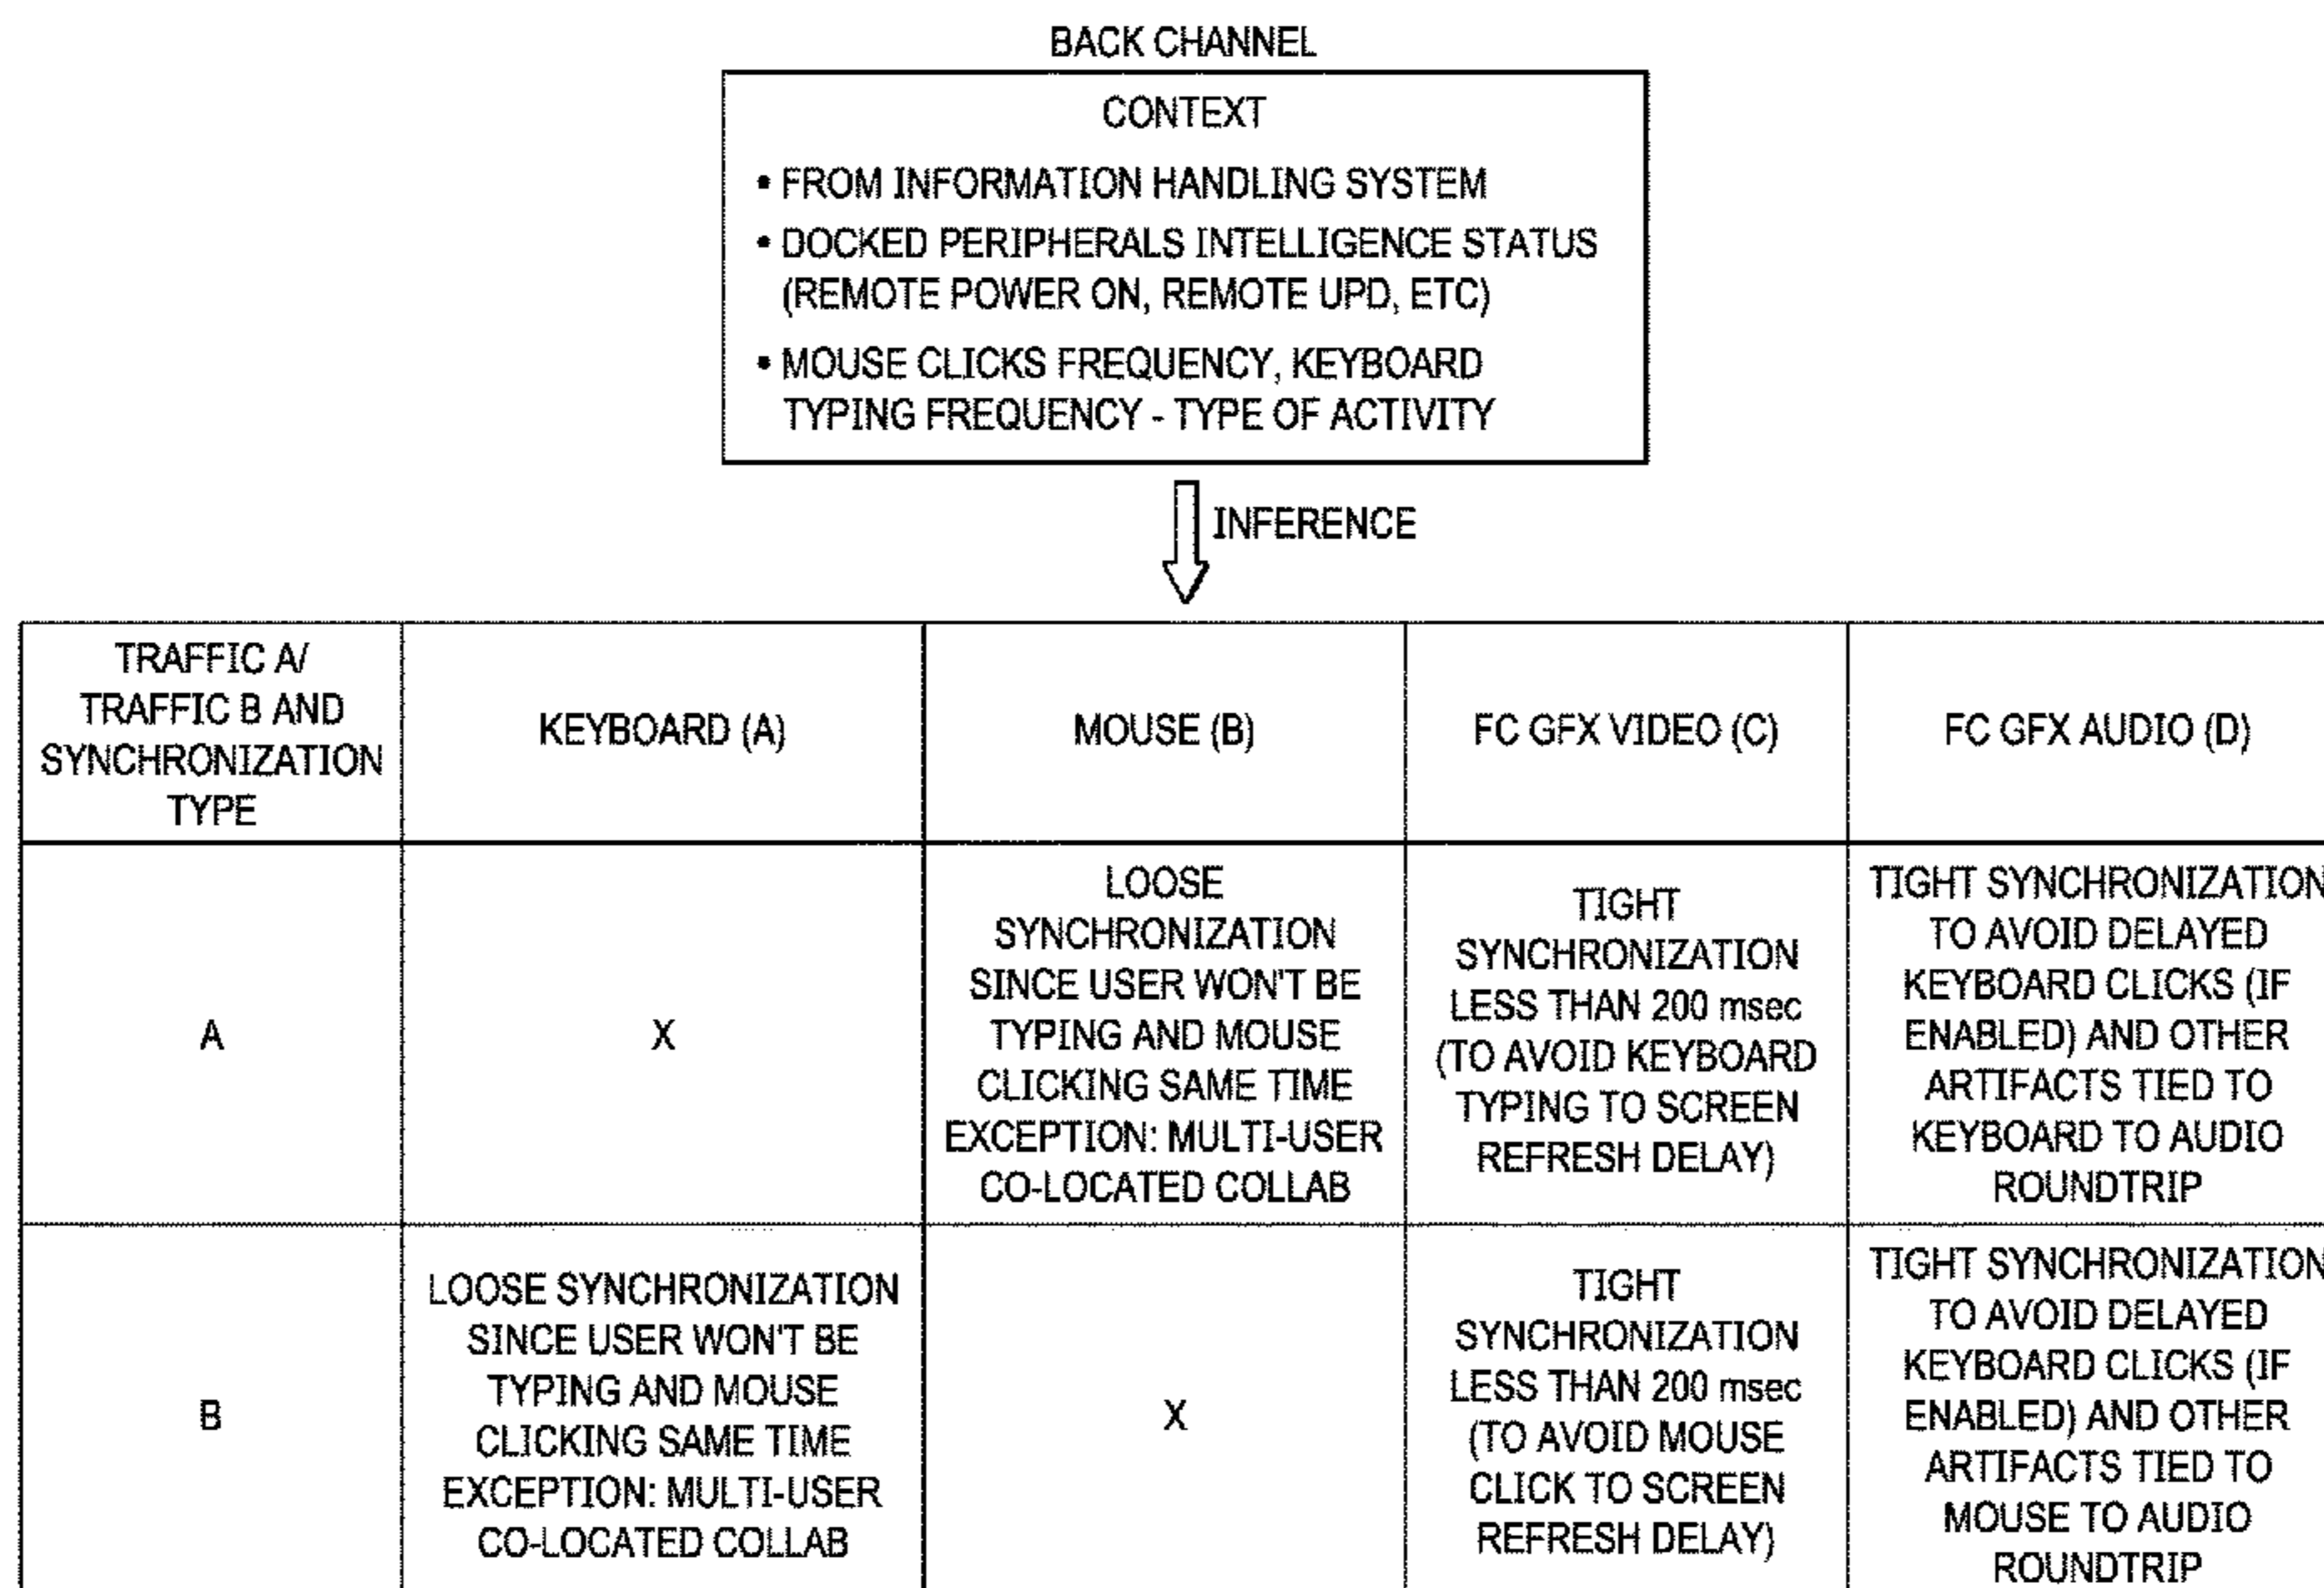 BACK CHANNEL
CONTEXT
• FROM INFORMATION HANDLING SYSTEM
• DOCKED PERIPHERALS INTELLIGENCE STATUS
(REMOTE POWER ON, REMOTE UPD, ETC)
• MOUSE CLICKS FREQUENCY, KEYBOARD
TYPING FREQUENCY - TYPE OF ACTIVITY
INFERENCE
TRAFFIC A/
TRAFFIC B AND
SYNCHRONIZATION
TYPE
KEYBOARD (A)
MOUSE (B)
FC GFX VIDEO (C)
FC GFX AUDIO (D)
A
X
LOOSE
SYNCHRONIZATION
SINCE USER WON'T BE
TYPING AND MOUSE
CLICKING SAME TIME
EXCEPTION: MULTI-USER
CO-LOCATED COLLAB
TIGHT
SYNCHRONIZATION
LESS THAN 200 msec
(TO AVOID KEYBOARD
TYPING TO SCREEN
REFRESH DELAY)
TIGHT SYNCHRONIZATION
TO AVOID DELAYED
KEYBOARD CLICKS (IF
ENABLED) AND OTHER
ARTIFACTS TIED TO
KEYBOARD TO AUDIO
ROUNDTRIP
B
LOOSE SYNCHRONIZATION
SINCE USER WON'T BE
TYPING AND MOUSE
CLICKING SAME TIME
EXCEPTION: MULTI-USER
CO-LOCATED COLLAB
X
TIGHT
SYNCHRONIZATION
LESS THAN 200 msec
(TO AVOID MOUSE
CLICK TO SCREEN
REFRESH DELAY)
TIGHT SYNCHRONIZATION
TO AVOID DELAYED
KEYBOARD CLICKS (IF
ENABLED) AND OTHER
ARTIFACTS TIED TO
MOUSE TO AUDIO
ROUNDTRIP